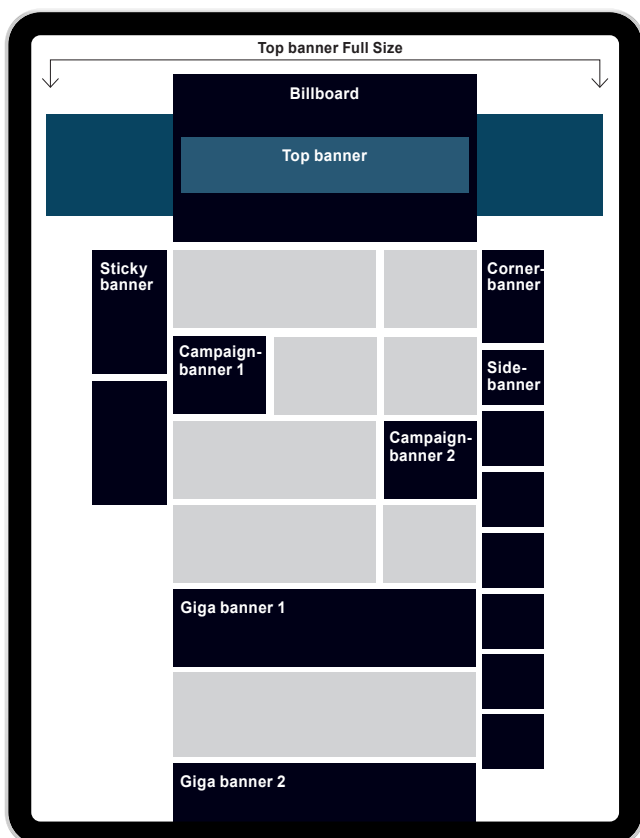 Top banner Full Size
Billboard
Top banner
Sticky
banner
Corner-
banner
Campaign-
banner 1
Side-
banner
Campaign-
banner 2
Giga banner 1
Giga banner 2